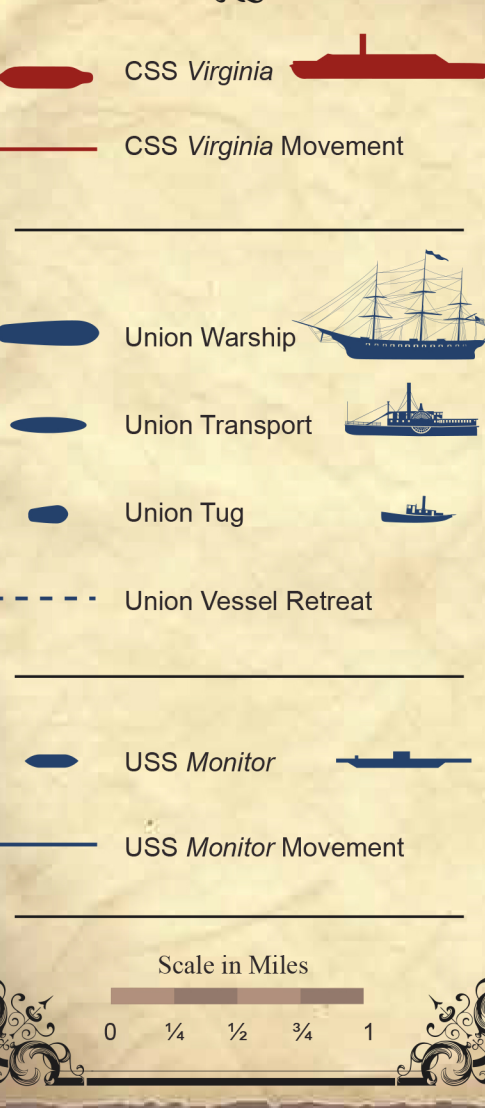 CSS Virginia
CSS Virginia Movement
Union Warship
Union Transport
Union Tug
Union Vessel Retreat
USS Monitor
USS Monitor Movement
Scale in Miles
0 ¼ ½ ¾ 1